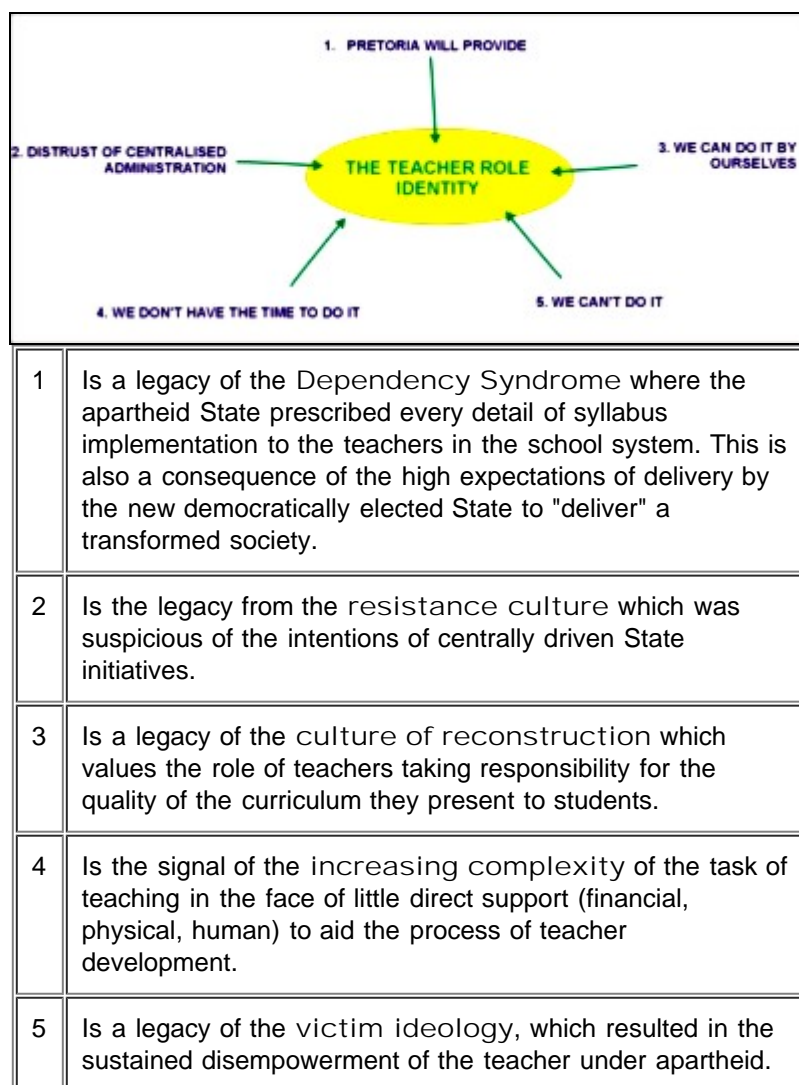 1. PRETORIA WILL PROVIDE
2. DISTRUST OF CENTRALISED
ADMINISTRATION
3. WE CAN DO IT BY
OURSELVES
THE TEACHER ROLE
IDENTITY
4. WE DON'T HAVE THE TIME TO DO IT
5. WE CAN'T DO IT
1 Is a legacy of the Dependency Syndrome where the
apartheid State prescribed every detail of syllabus
implementation to the teachers in the school system. This is
also a consequence of the high expectations of delivery by
the new democratically elected State to "deliver" a
transformed society.
2 Is the legacy from the resistance culture which was
suspicious of the intentions of centrally driven State
initiatives.
3 Is a legacy of the culture of reconstruction which
values the role of teachers taking responsibility for the
quality of the curriculum they present to students.
4 Is the signal of the increasing complexity of the task of
teaching in the face of little direct support (financial,
physical, human) to aid the process of teacher
development.
5 Is a legacy of the victim ideology, which resulted in the
sustained disempowerment of the teacher under apartheid.